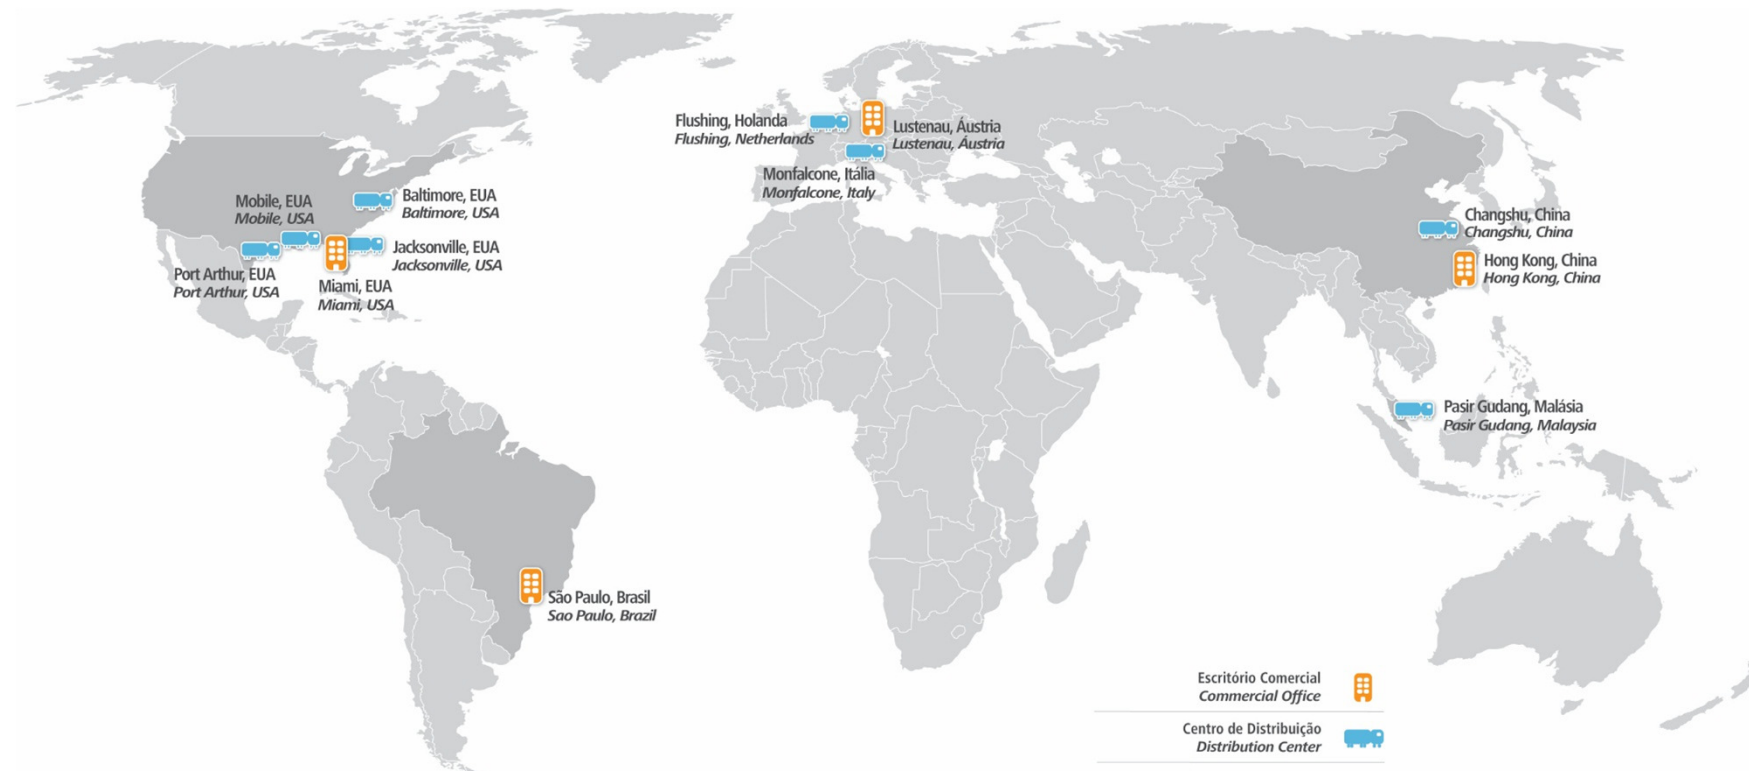 Flushing, Holanda
Flushing, Netherlands
Lustenau, Áustria
Lustenau, Áustria
Monfalcone, Itália
Monfalcone, Italy
Mobile, EUA
Mobile, USA
Baltimore, EUA
Baltimore, USA
Jacksonville, EUA
Jacksonville, USA
Port Arthur, EUA
Port Arthur, USA
Miami, EUA
Miami, USA
Changshu, China
Changshu, China
Hong Kong, China
Hong Kong, China
Pasir Gudang, Malásia
Pasir Gudang, Malaysia
São Paulo, Brasil
Sao Paulo, Brazil
Escritório Comercial
Commercial Office
Centro de Distribuição
Distribution Center